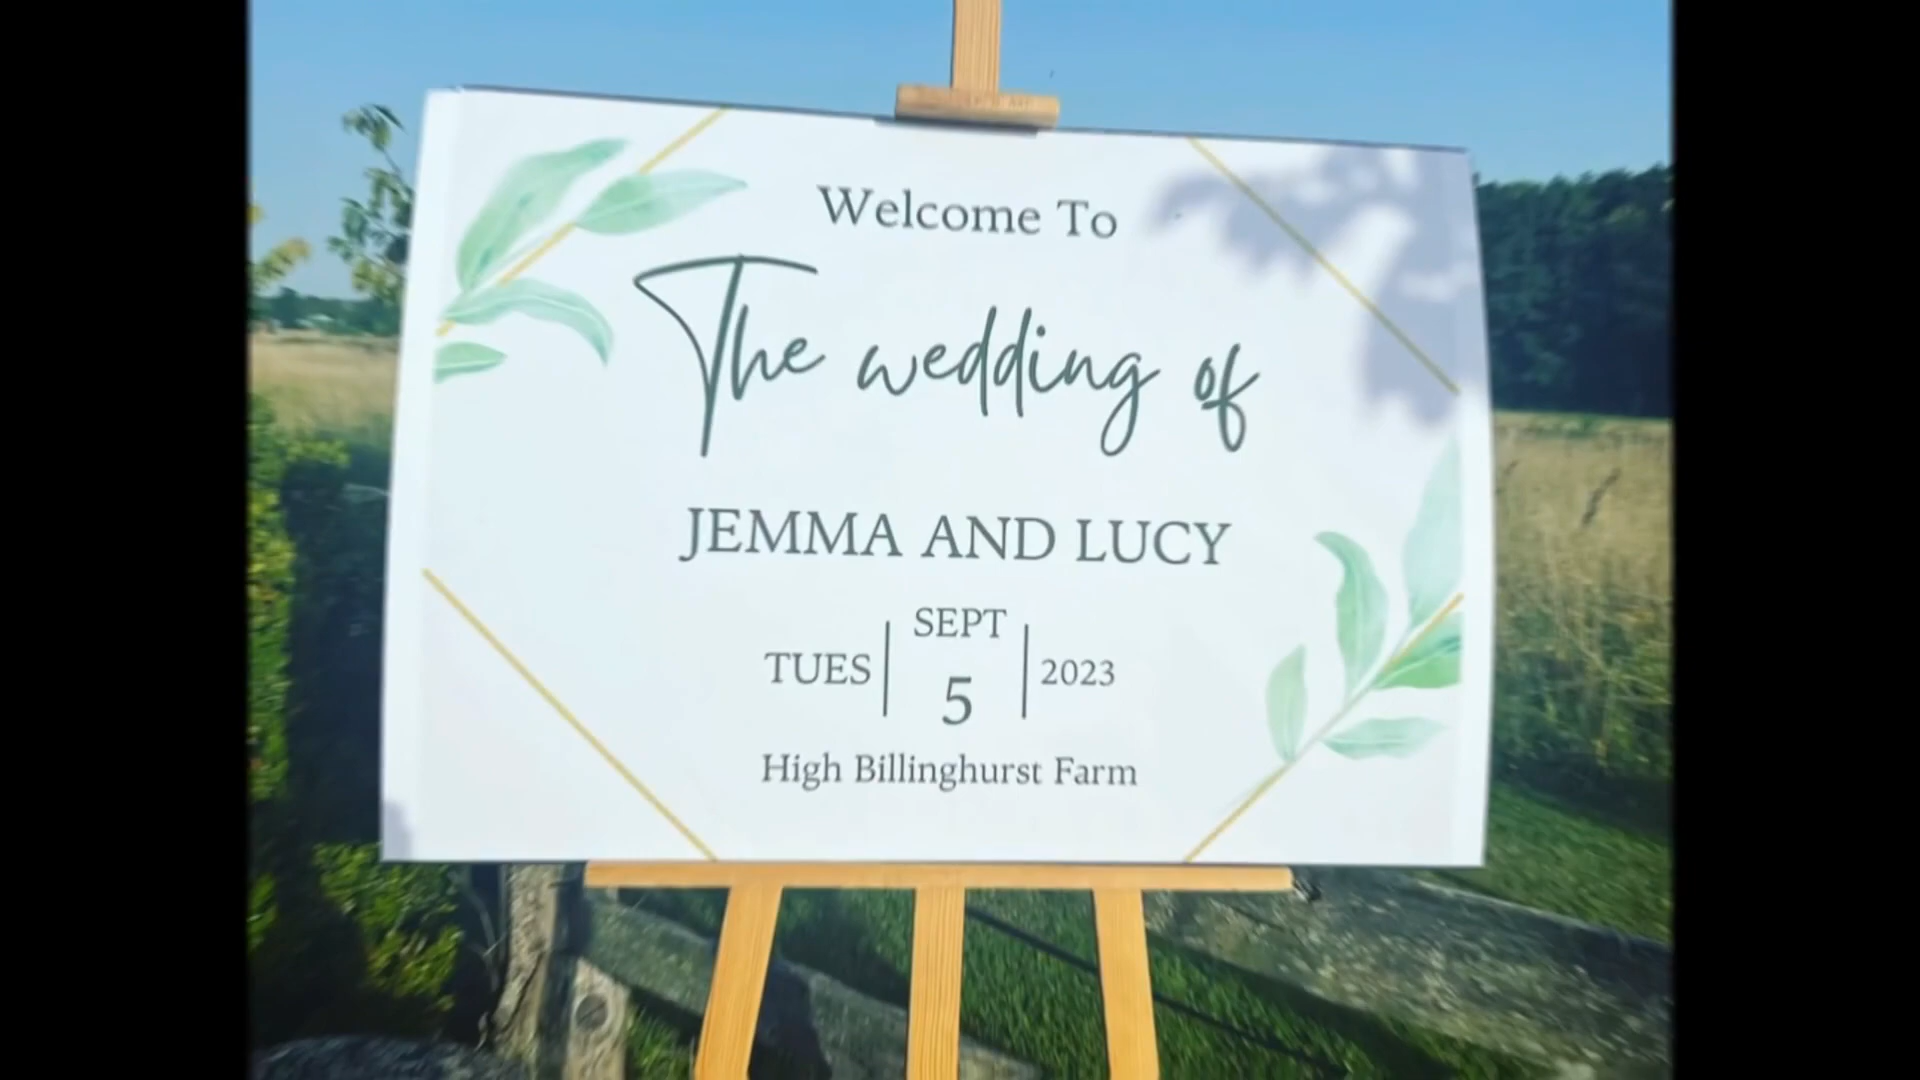 Welcome To
The wedding of
JEMMA AND LUCY
SEPT
TUES 5 2023
High Billinghurst Farm